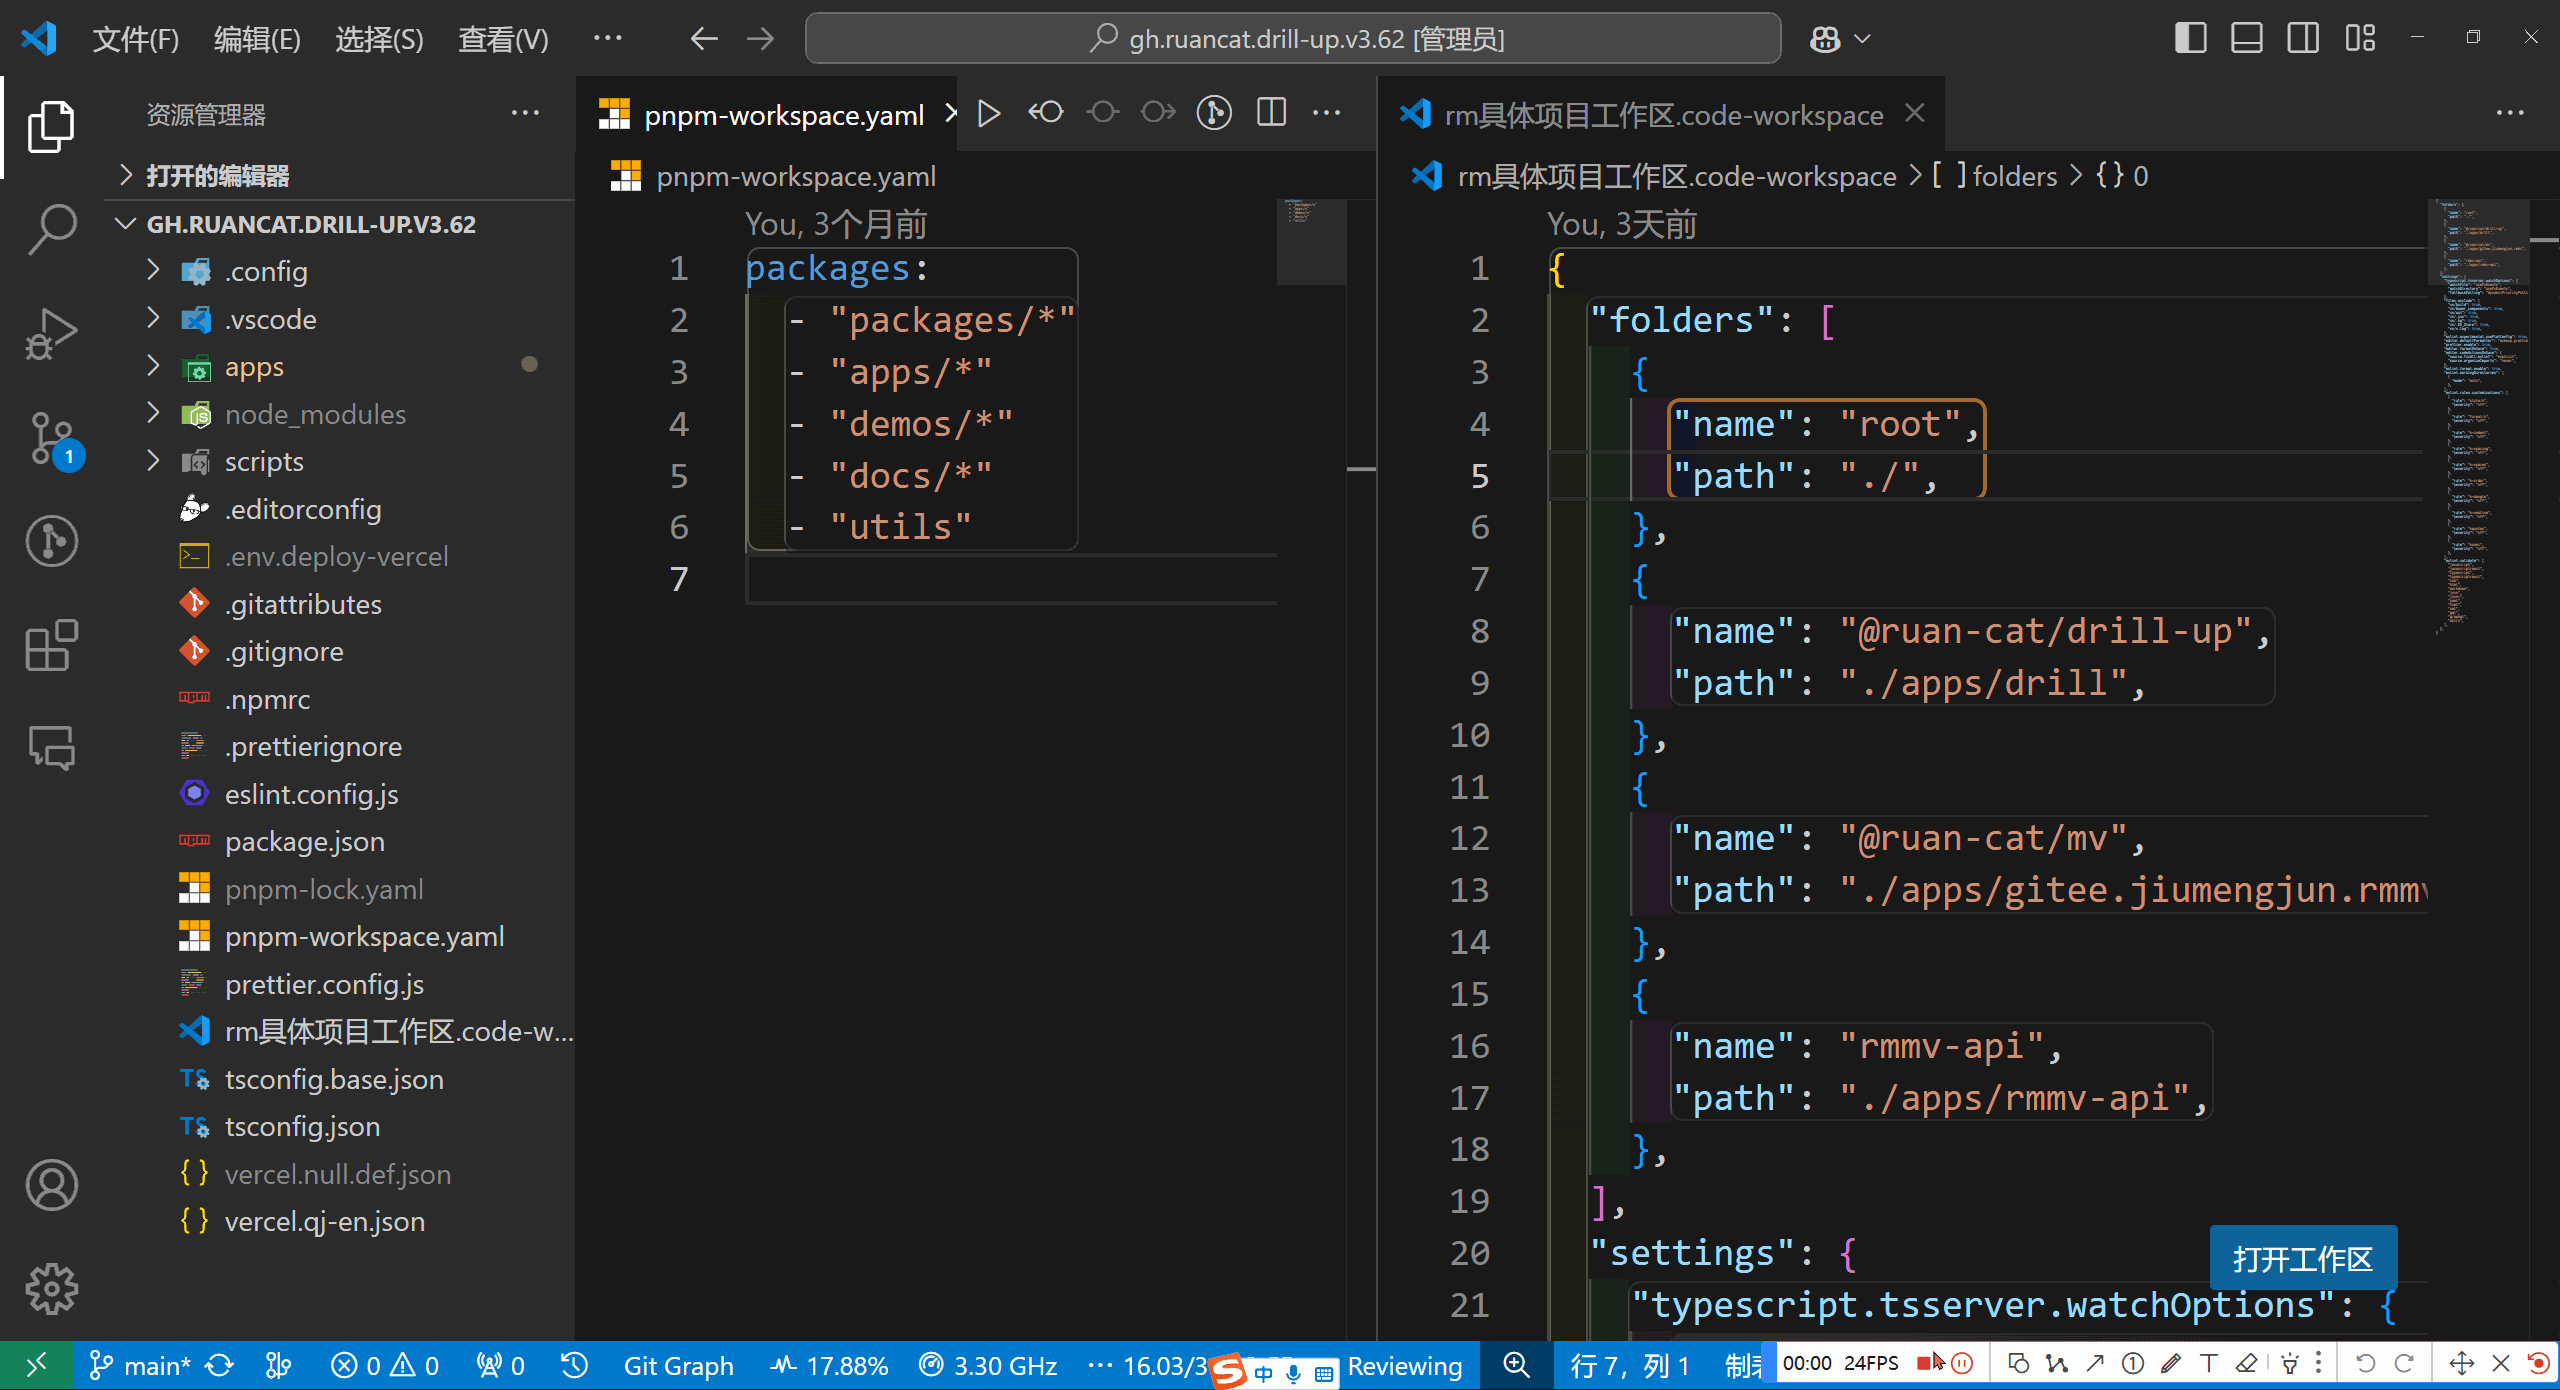 文件(F) 编辑(E) 选择(S) 查看(V) ··· gh.ruancat.drill-up.v3.62 [管理员]
资源管理器
打开的编辑器
GH.RUANCAT.DRILL-UP.V3.62
.config
.vscode
apps
node_modules
scripts
.editorconfig
.env.deploy-vercel
.gitattributes
.gitignore
.npmrc
.prettierignore
eslint.config.js
package.json
pnpm-lock.yaml
pnpm-workspace.yaml
prettier.config.js
rm具体项目工作区.code-w...
tsconfig.base.json
tsconfig.json
vercel.null.def.json
vercel.qj-en.json
1
pnpm-workspace.yaml
pnpm-workspace.yaml
You, 3个月前
1 packages:
2 - "packages/*"
3 - "apps/*"
4 - "demos/*"
5 - "docs/*"
6 - "utils"
7
rm具体项目工作区.code-workspace
rm具体项目工作区.code-workspace > [ ] folders > {} 0
You, 3天前
1 {
2 "folders": [
3 {
4 "name": "root",
5 "path": "./",
6 },
7 {
8 "name": "@ruan-cat/drill-up",
9 "path": "./apps/drill",
10 },
11 {
12 "name": "@ruan-cat/mv",
13 "path": "./apps/gitee.jiumengjun.rmmv
14 },
15 {
16 "name": "rmmv-api",
17 "path": "./apps/rmmv-api",
18 },
19 ],
20 "settings": {
21 "typescript.tsserver.watchOptions": {
打开工作区
main* 0 0 0 Git Graph 17.88% 3.30 GHz ··· 16.03/3 中 Reviewing 行 7, 列 1 00:00 24FPS